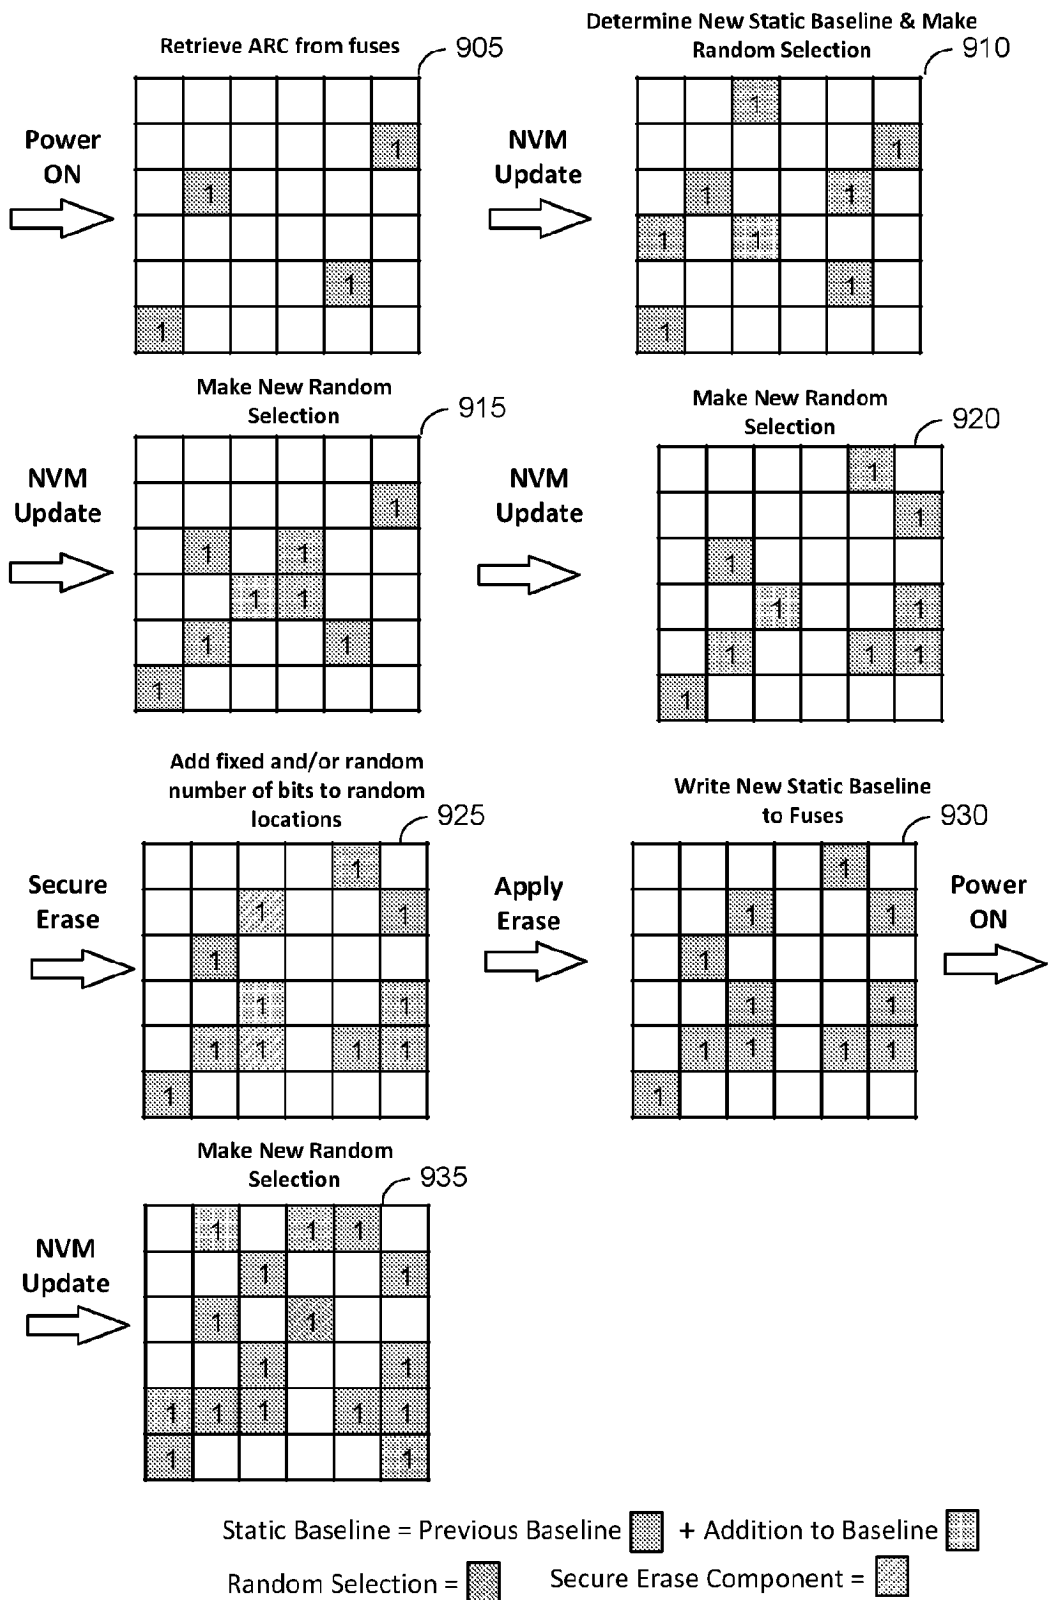 Retrieve ARC from fuses
905
Determine New Static Baseline & Make
Random Selection
910
Power
ON
1
1
1
1
NVM
Update
1
1
1 1
1 1
1
1
Make New Random
Selection
915
NVM
Update
1
1 1
1 1
1 1
1
Make New Random
Selection
920
NVM
Update
1
1
1
1 1
1 1 1
1
Add fixed and/or random
number of bits to random
locations
925
Secure
Erase
1
1 1
1
1 1
1 1 1 1
1
Write New Static Baseline
to Fuses
930
Apply
Erase
1
1 1
1
1 1
1 1 1 1
1
Power
ON
Make New Random
Selection
935
NVM
Update
1 1 1
1 1
1 1
1 1
1 1 1 1 1
1 1
Static Baseline = Previous Baseline + Addition to Baseline
Random Selection = Secure Erase Component =